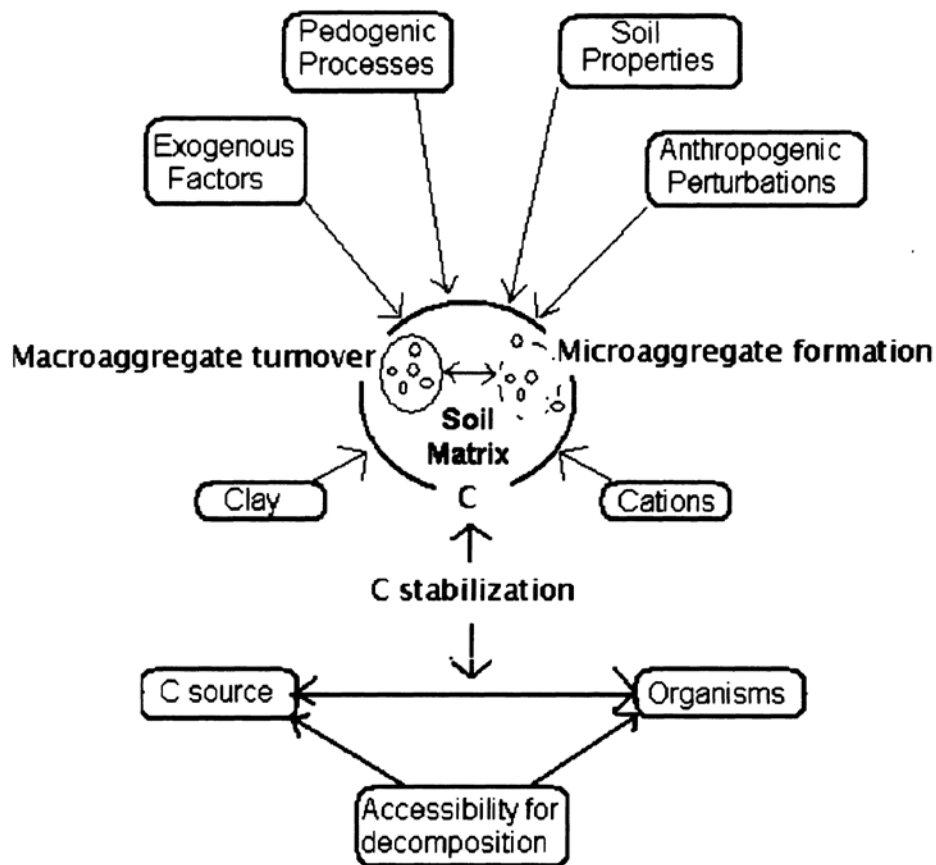 Pedogenic
Processes
Soil
Properties
Exogenous
Factors
Anthropogenic
Perturbations
Macroaggregate turnover
Microaggregate formation
Soil
Matrix
Clay
C
Cations
C stabilization
C source
Organisms
Accessibility for
decomposition